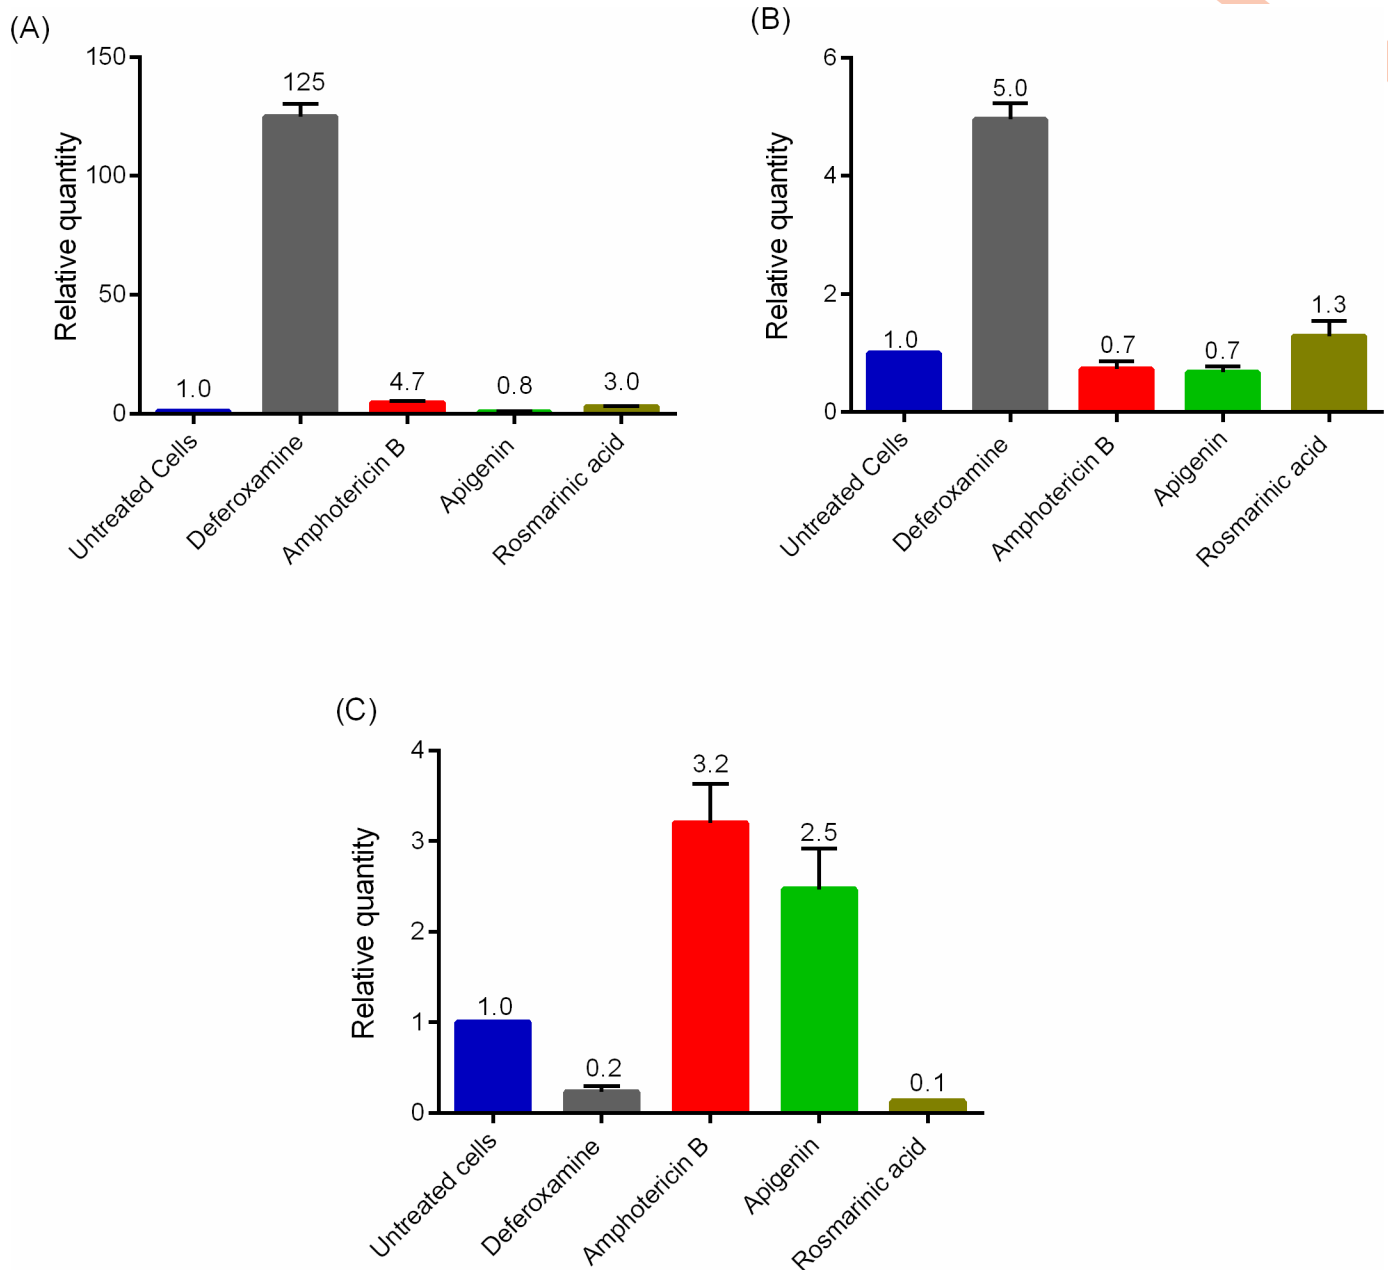 (A)
Relative quantity
150
100
50
0
1.0
125
4.7
0.8
3.0
Untreated Cells
Deferoxamine
Amphotericin B
Apigenin
Rosmarinic acid
(B)
Relative quantity
6
4
2
0
1.0
5.0
0.7
0.7
1.3
Untreated Cells
Deferoxamine
Amphotericin B
Apigenin
Rosmarinic acid
(C)
Relative quantity
4
3
2
1
0
1.0
0.2
3.2
2.5
0.1
Untreated cells
Deferoxamine
Amphotericin B
Apigenin
Rosmarinic acid